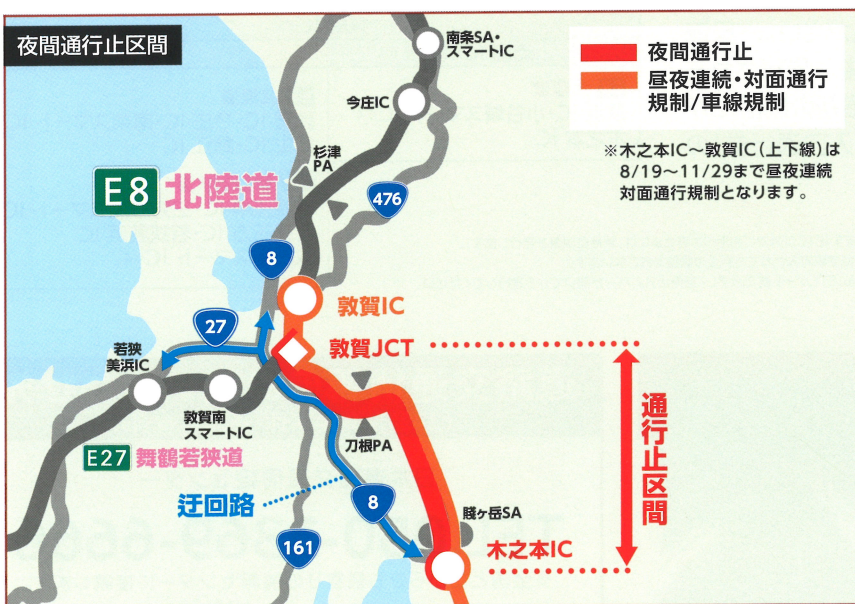 夜間通行止区間
南条SA・
スマートIC
夜間通行止
昼夜連続・対面通行
規制/車線規制
今庄IC
※木之本IC～敦賀IC（上下線）は
8/19～11/29まで昼夜連続
対面通行規制となります。
杉津
PA
E8 北陸道
476
8
敦賀IC
27
敦賀JCT
若狭
美浜IC
敦賀南
スマートIC
刀根PA
通行止区間
E27 舞鶴若狭道
迂回路
8
賤ヶ岳SA
161
木之本IC